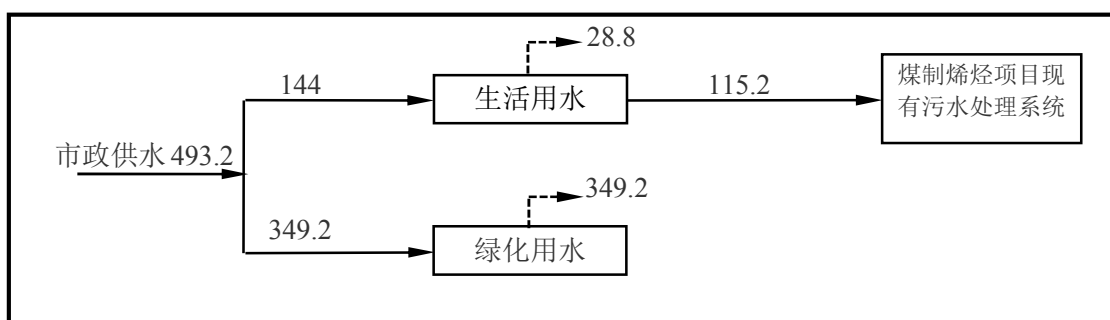 28.8
144
生活用水
115.2
煤制烯烃项目现
有污水处理系统
市政供水 493.2
349.2
349.2
绿化用水